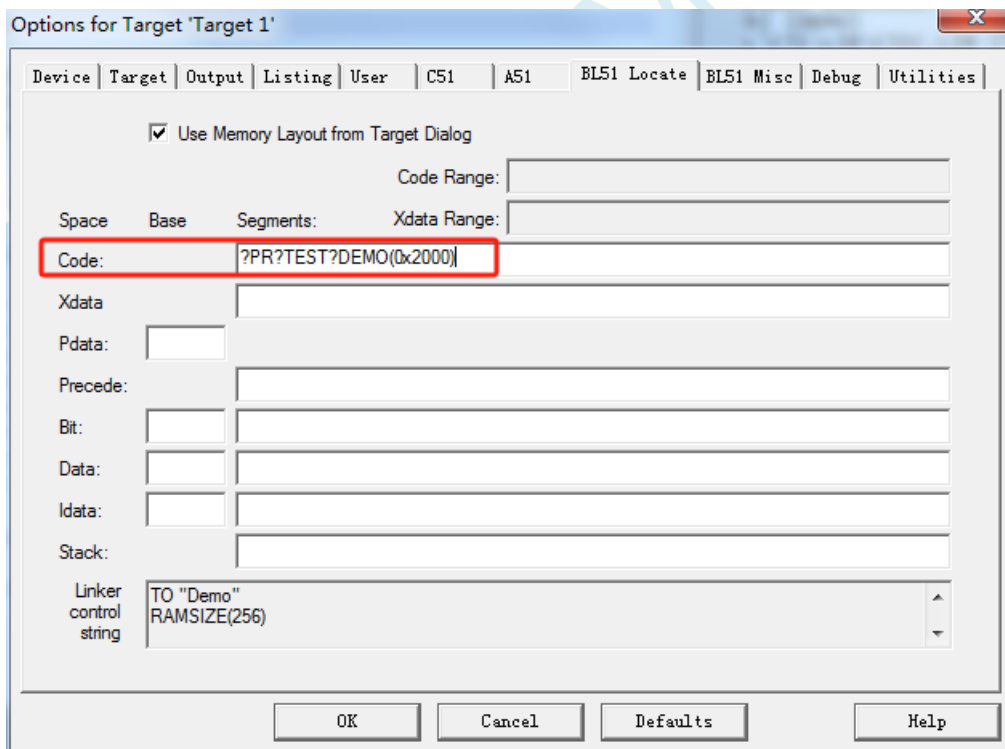 Options for Target 'Target 1'
Device Target Output Listing User C51 A51 BL51 Locate BL51 Misc Debug Utilities
Use Memory Layout from Target Dialog
Code Range:
Space Base Segments: Xdata Range:
Code: ?PR?TEST?DEMO(0x2000)
Xdata
Pdata:
Precede:
Bit:
Data:
Idata:
Stack:
Linker control string
TO "Demo"
RAMSIZE(256)
OK Cancel Defaults Help